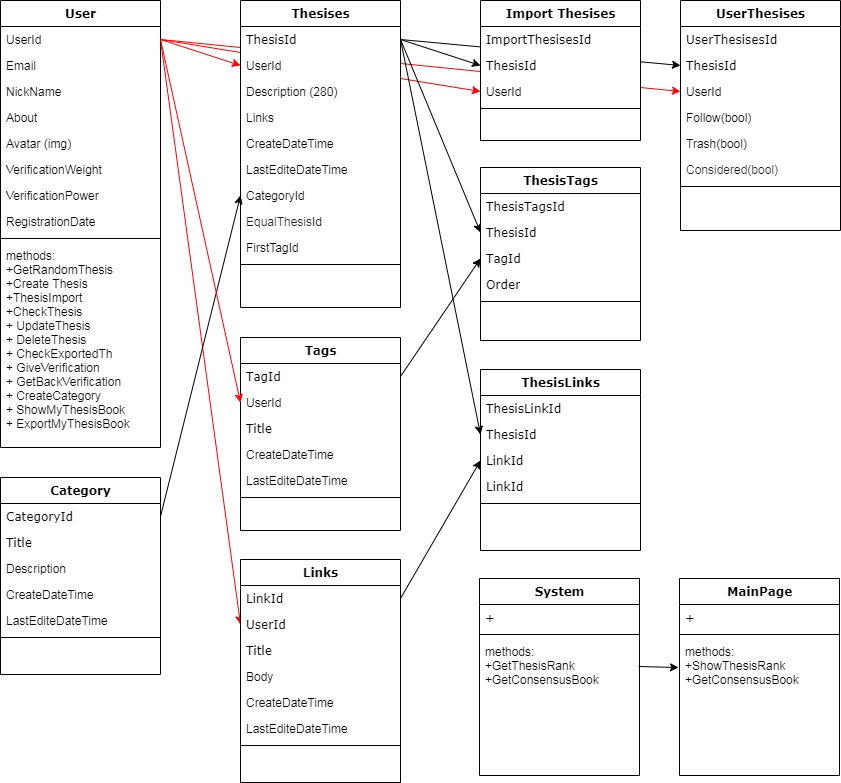 User
UserId
Email
NickName
About
Avatar (img)
VerificationWeight
VerificationPower
RegistrationDate
methods:
+GetRandomThesis
+Create Thesis
+ThesisImport
+CheckThesis
+ UpdateThesis
+ DeleteThesis
+ CheckExportedTh
+ GiveVerification
+ GetBackVerification
+ CreateCategory
+ ShowMyThesisBook
+ ExportMyThesisBook
Category
CategoryId
Title
Description
CreateDateTime
LastEditeDateTime
Thesises
ThesisId
UserId
Description (280)
Links
CreateDateTime
LastEditeDateTime
CategoryId
EqualThesisId
FirstTagId
Tags
TagId
UserId
Title
CreateDateTime
LastEditeDateTime
Links
LinkId
UserId
Title
Body
CreateDateTime
LastEditeDateTime
Import Thesises
ImportThesisesId
ThesisId
UserId
ThesisTags
ThesisTagsId
ThesisId
TagId
Order
ThesisLinks
ThesisLinkId
ThesisId
LinkId
LinkId
System
+
methods:
+GetThesisRank
+GetConsensusBook
UserThesises
UserThesisesId
ThesisId
UserId
Follow(bool)
Trash(bool)
Considered(bool)
MainPage
+
methods:
+ShowThesisRank
+GetConsensusBook